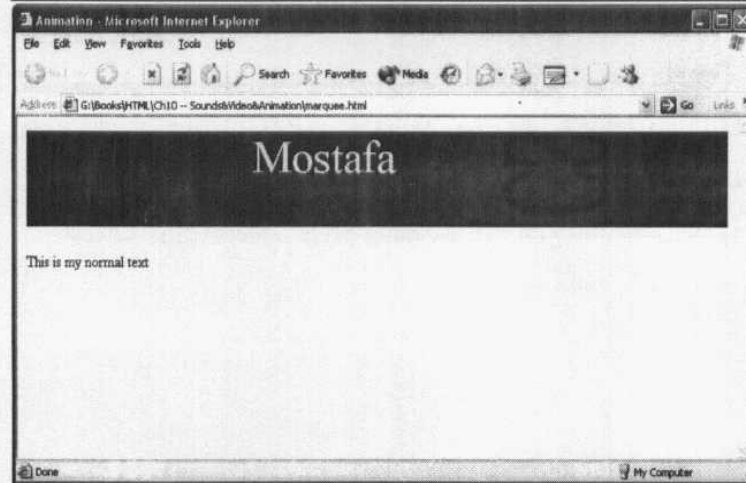 Animation - Microsoft Internet Explorer
File Edit View Favorites Tools Help
Search Favorites Media
Address G:\Books\HTML\Ch10 -- Sounds&Video&Animation\marquee.html Go Links
Mostafa
This is my normal text
Done My Computer